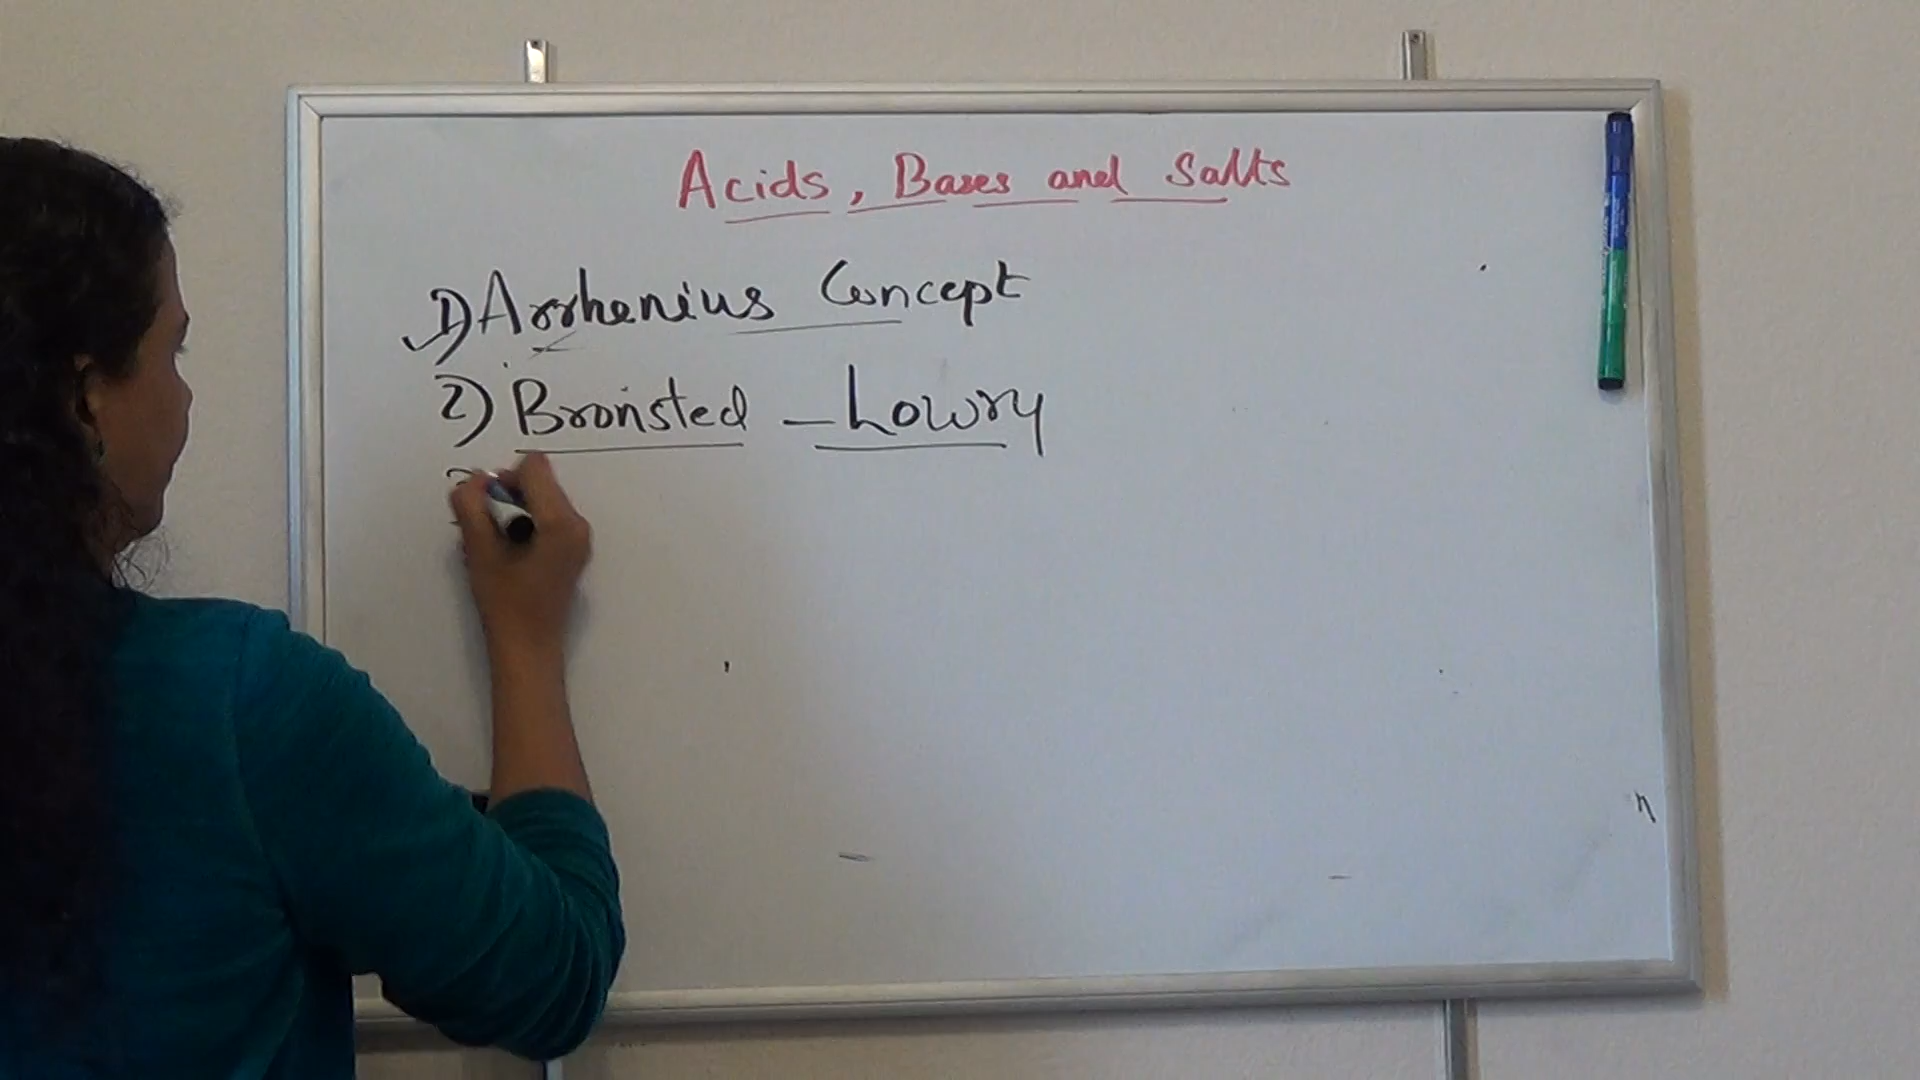 Acids, Bases and Salts
1) Arrhenius Concept
2) Bronsted - Lowry